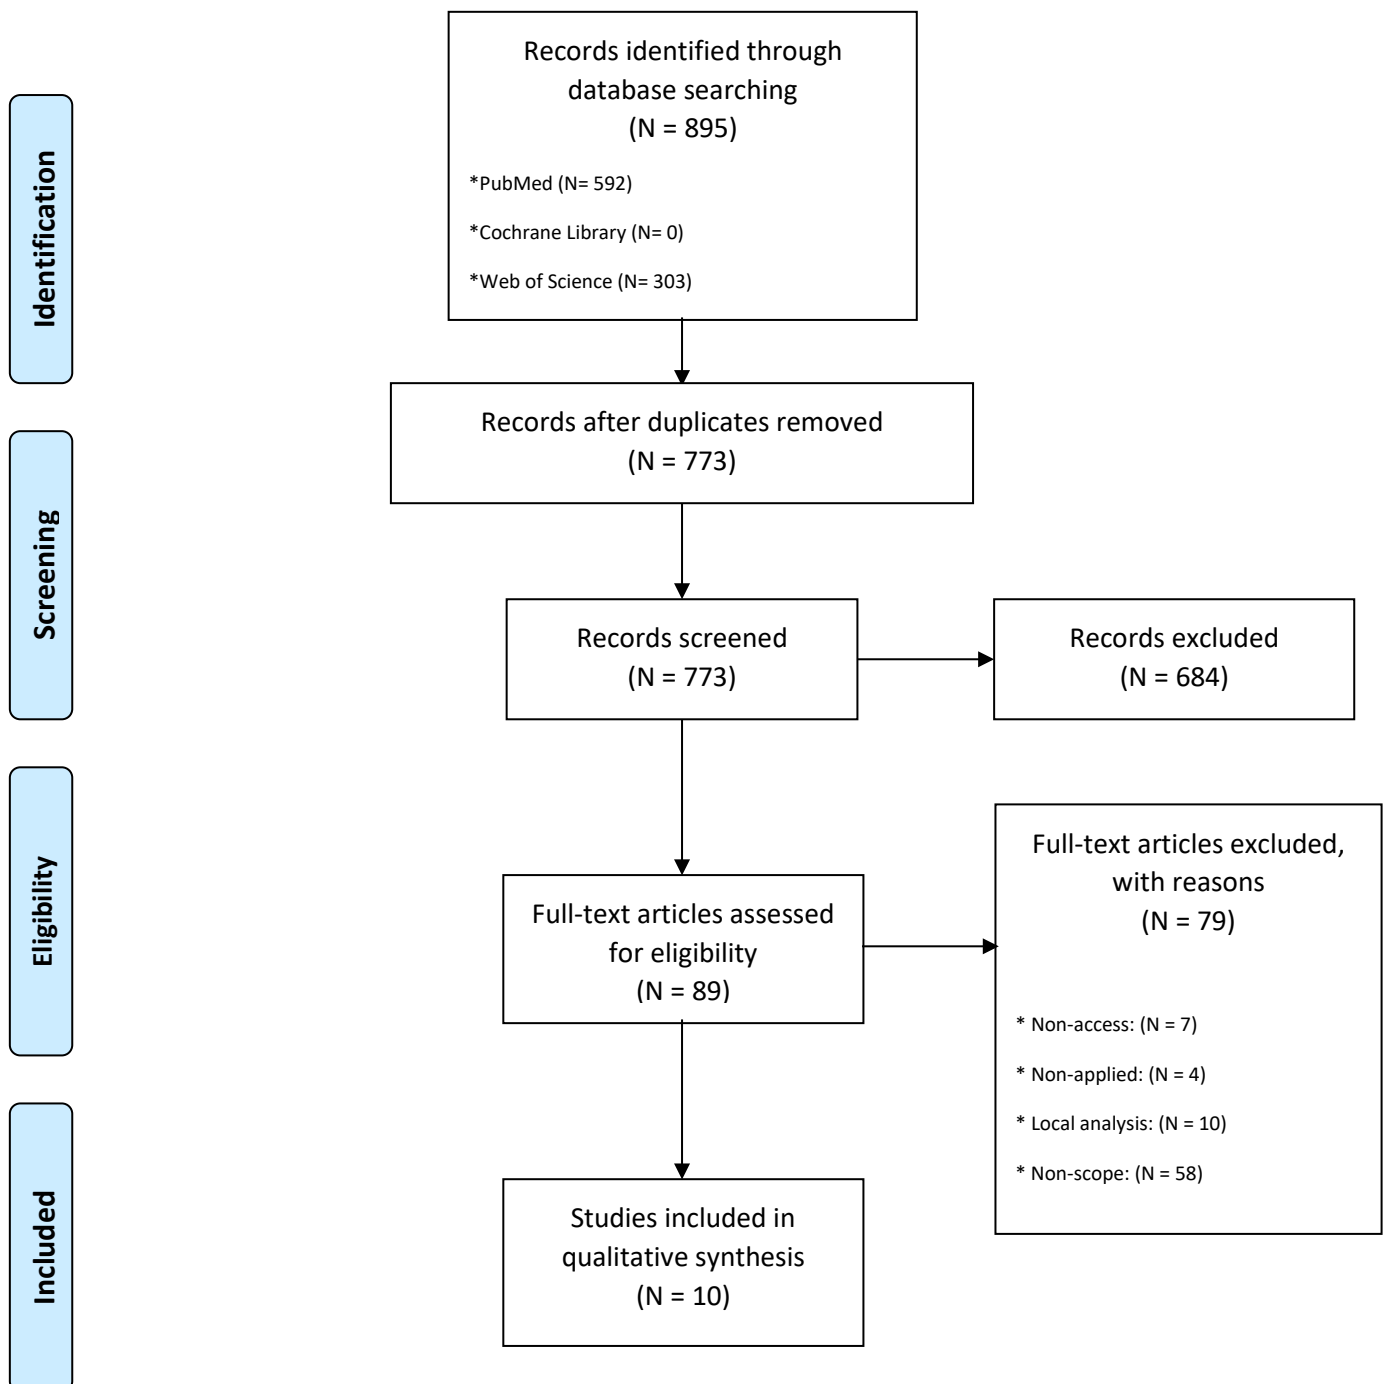 Identification
Records identified through
database searching
(N = 895)
*PubMed (N= 592)
*Cochrane Library (N= 0)
*Web of Science (N= 303)
Records after duplicates removed
(N = 773)
Screening
Records screened
(N = 773)
Records excluded
(N = 684)
Eligibility
Full-text articles assessed
for eligibility
(N = 89)
Full-text articles excluded,
with reasons
(N = 79)
* Non-access: (N = 7)
* Non-applied: (N = 4)
* Local analysis: (N = 10)
* Non-scope: (N = 58)
Included
Studies included in
qualitative synthesis
(N = 10)